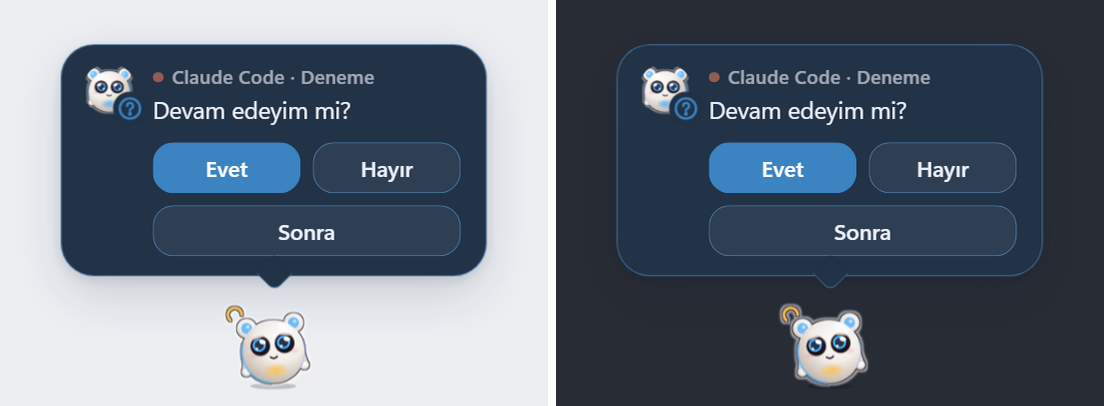 Claude Code · Deneme
?
Devam edeyim mi?
Evet
Hayır
Sonra
Claude Code · Deneme
?
Devam edeyim mi?
Evet
Hayır
Sonra